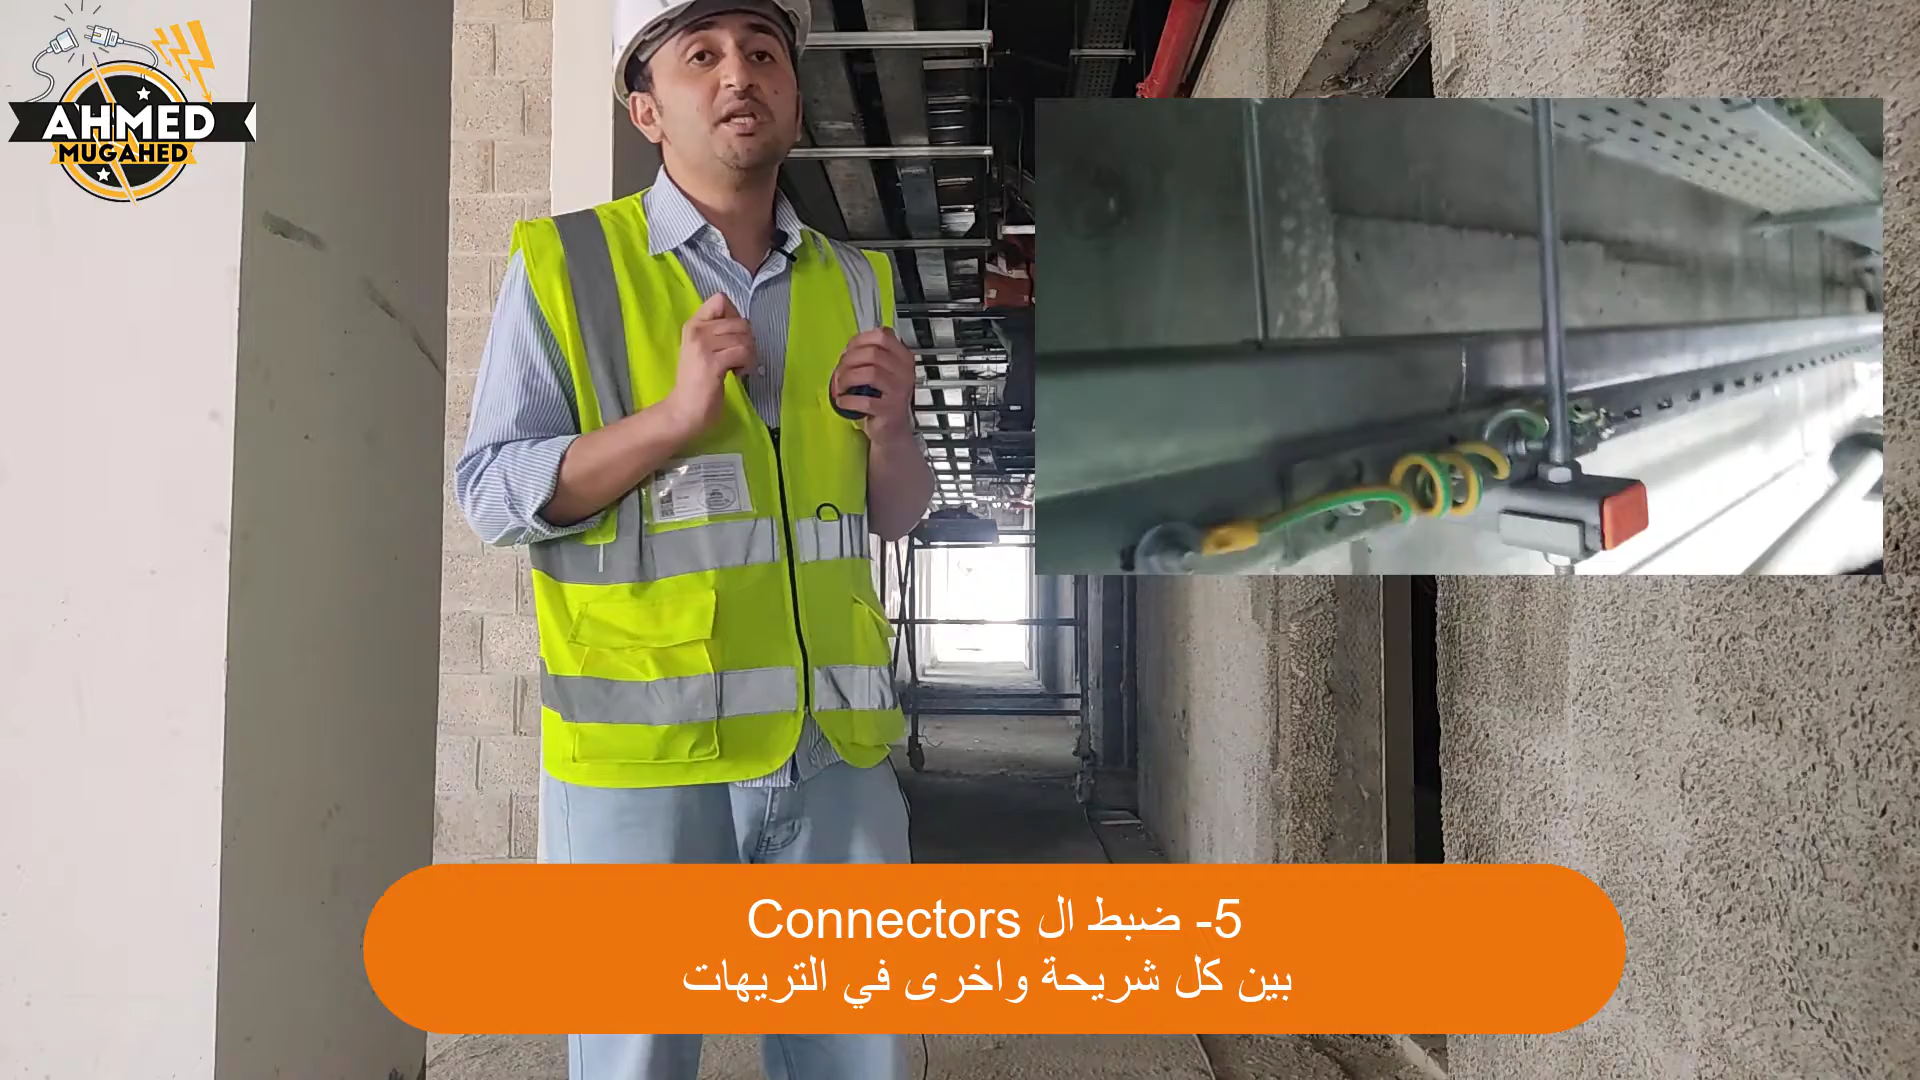 AHMED
MUGAHED
5- ضبط ال Connectors
بين كل شريحة واخرى في التريهات